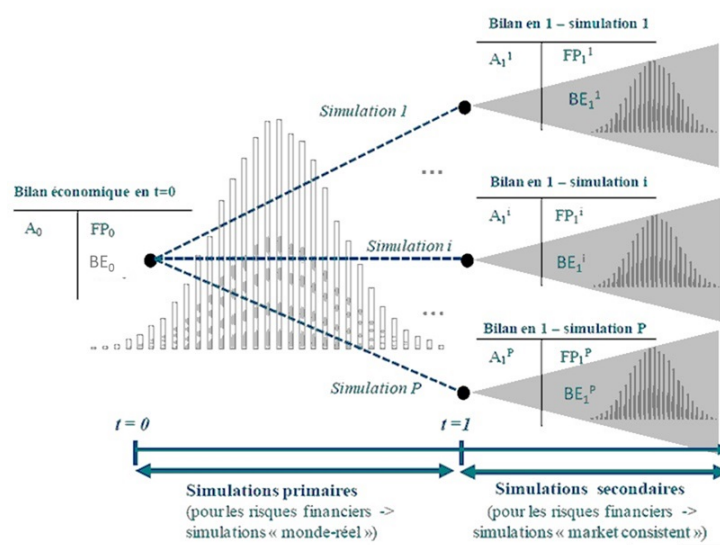 Bilan en 1 – simulation 1
A₁¹ FP₁¹
BE₁¹
Simulation 1
...
Bilan économique en t=0
A₀ FP₀
BE₀
Bilan en 1 – simulation i
A₁ⁱ FP₁ⁱ
BE₁ⁱ
Simulation i
...
Bilan en 1 – simulation P
A₁ᴾ FP₁ᴾ
BE₁ᴾ
Simulation P
t = 0 t=1
Simulations primaires
(pour les risques financiers ->
simulations « monde-réel »)
Simulations secondaires
(pour les risques financiers ->
simulations « market consistent »)